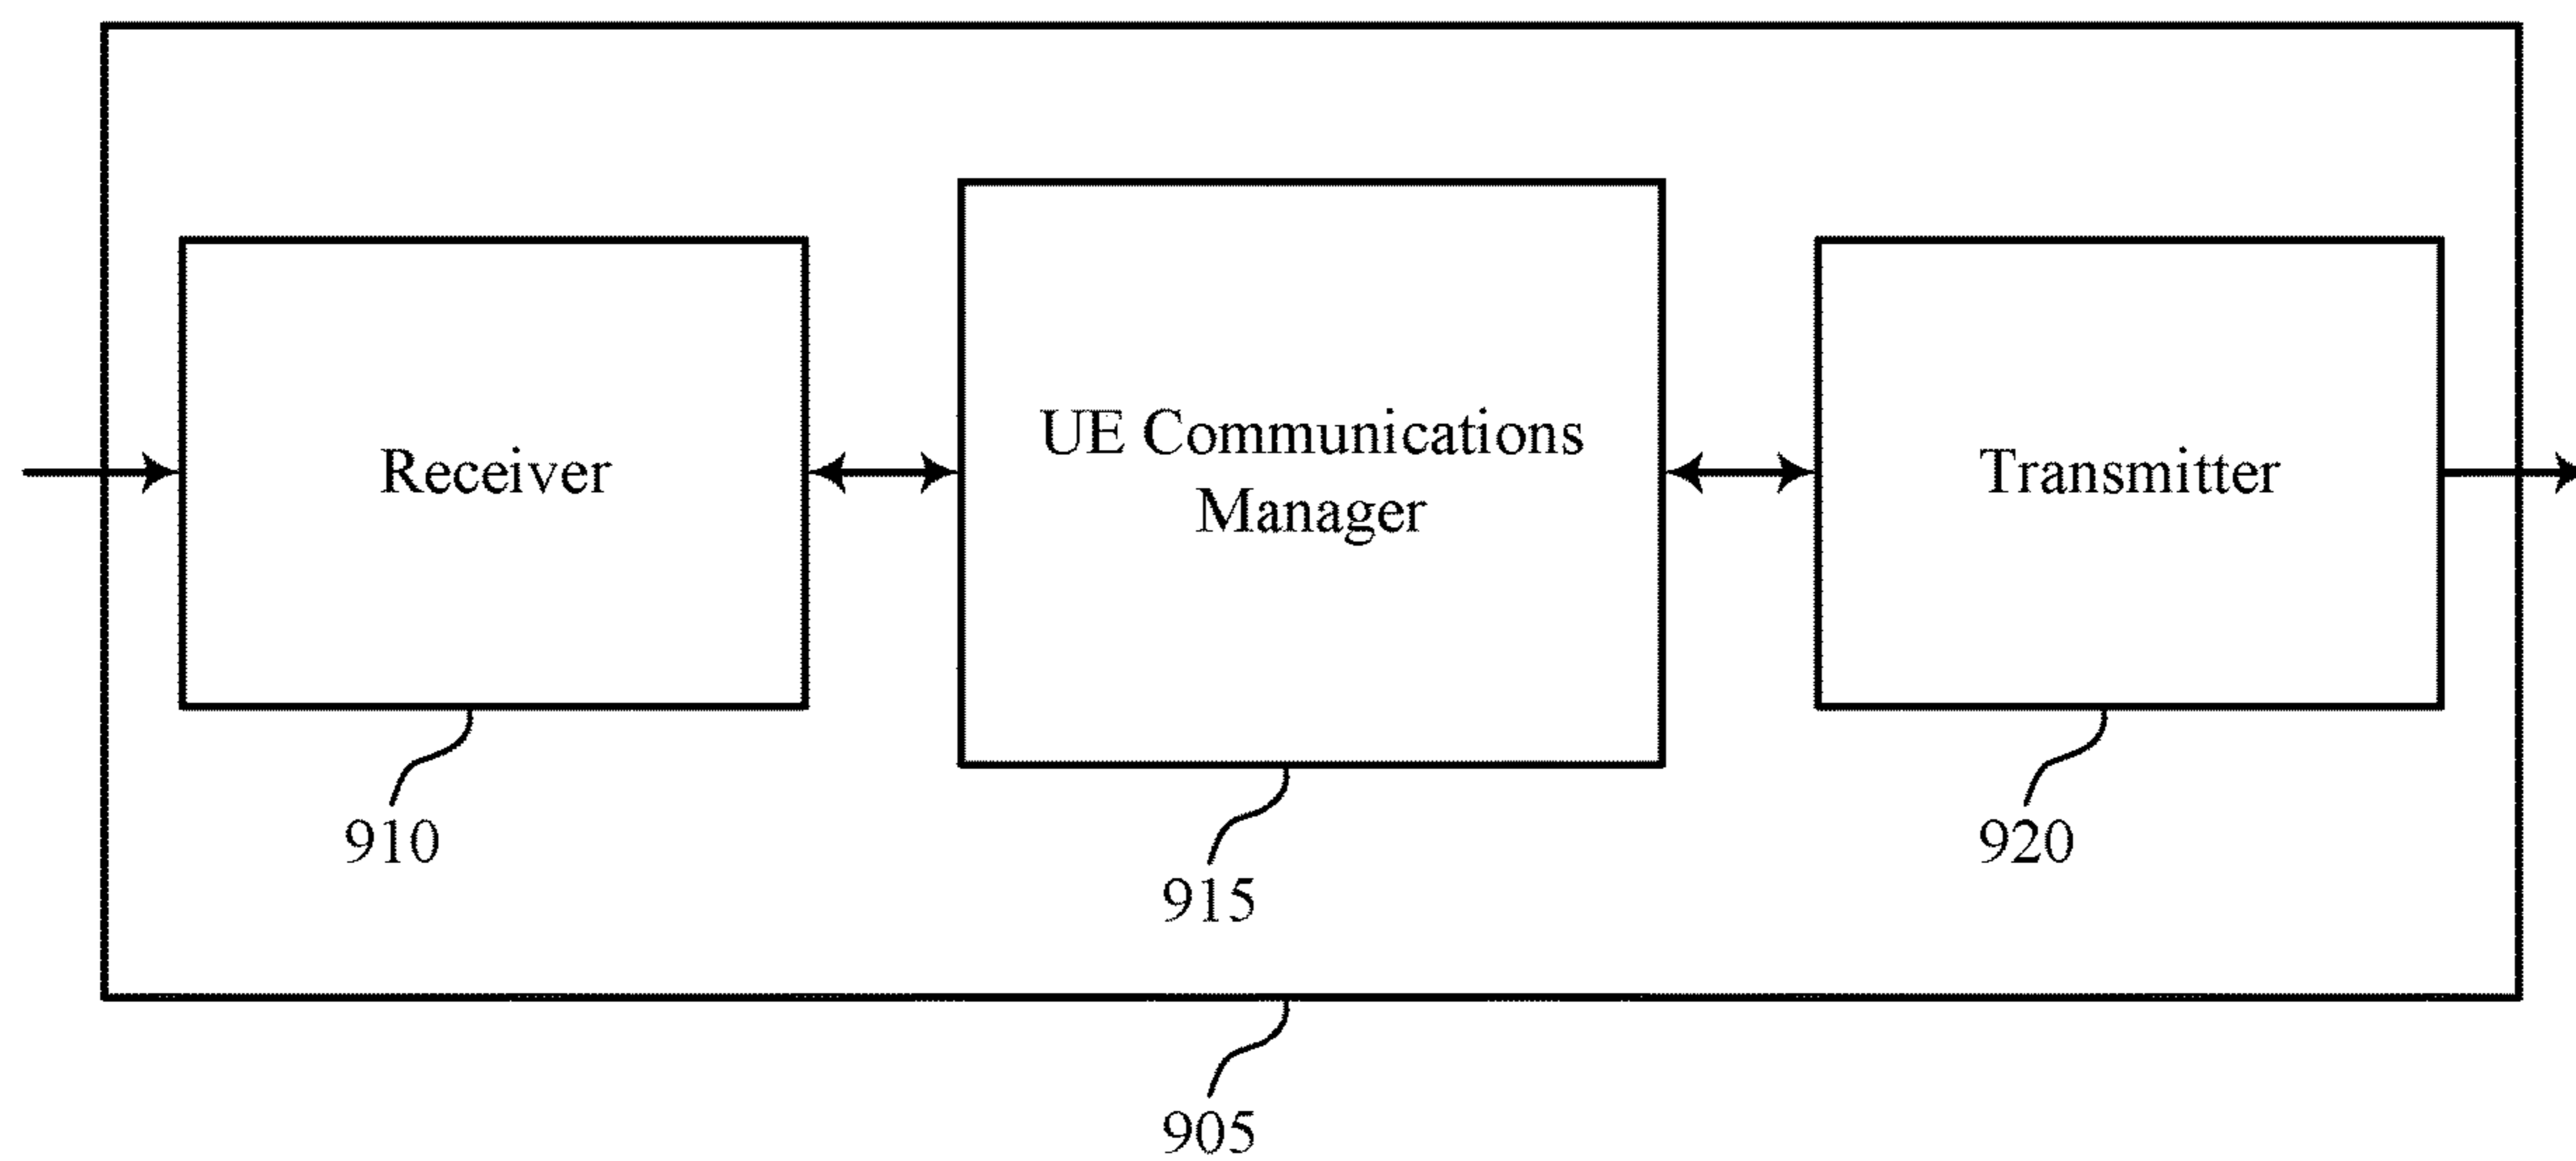 Receiver
UE Communications
Manager
Transmitter
910
915
920
905